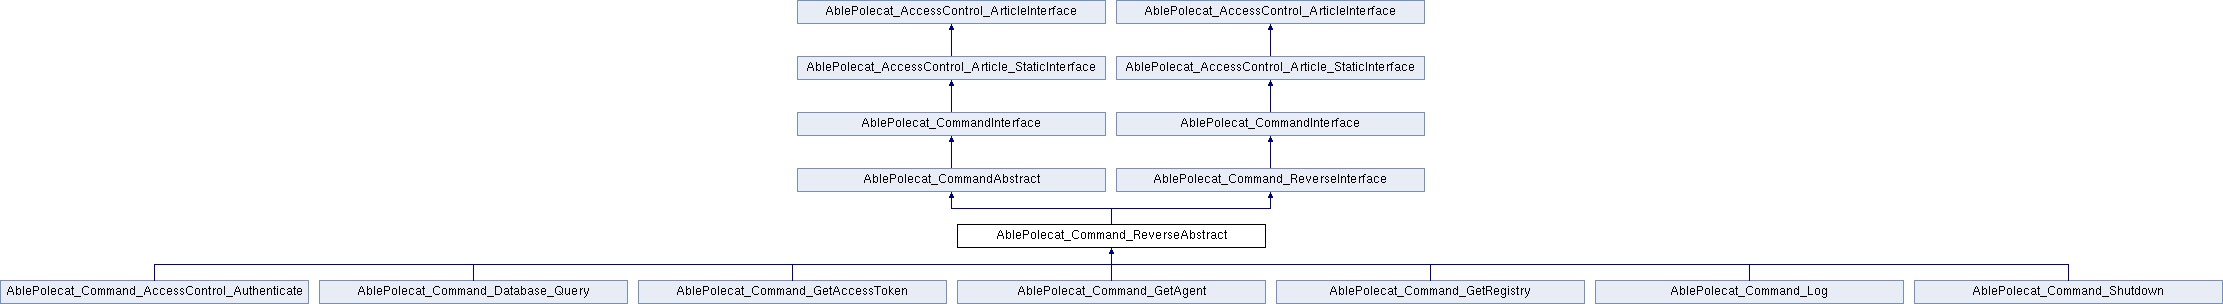 AblePolecat_AccessControl_ArticleInterface
AblePolecat_AccessControl_ArticleInterface
AblePolecat_AccessControl_Article_StaticInterface
AblePolecat_AccessControl_Article_StaticInterface
AblePolecat_CommandInterface
AblePolecat_CommandInterface
AblePolecat_CommandAbstract
AblePolecat_Command_ReverseInterface
AblePolecat_Command_ReverseAbstract
AblePolecat_Command_AccessControl_Authenticate
AblePolecat_Command_Database_Query
AblePolecat_Command_GetAccessToken
AblePolecat_Command_GetAgent
AblePolecat_Command_GetRegistry
AblePolecat_Command_Log
AblePolecat_Command_Shutdown